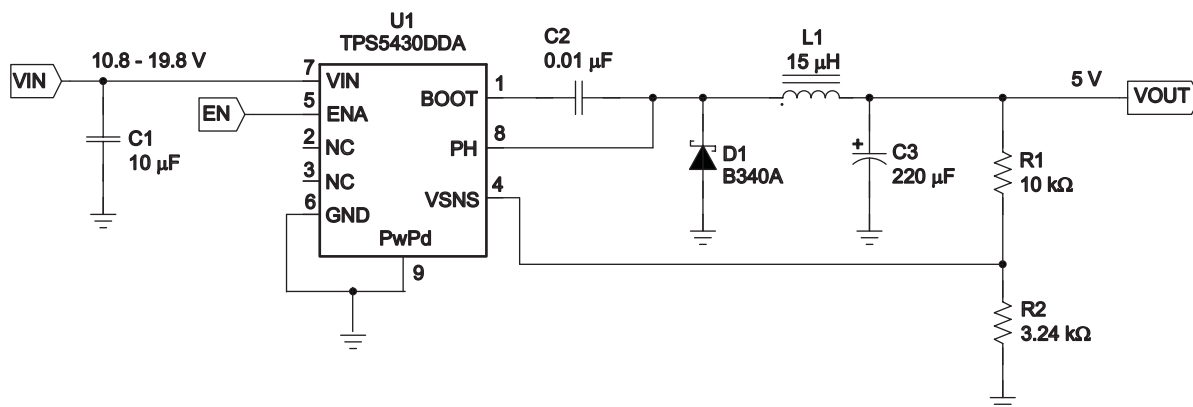 U1
TPS5430DDA
VIN
10.8 - 19.8 V
C1
10 µF
EN
7
VIN
5
ENA
2
NC
3
NC
6
GND
PwPd
9
BOOT
1
PH
8
VSNS
4
C2
0.01 µF
L1
15 µH
D1
B340A
+
C3
220 µF
5 V
VOUT
R1
10 kΩ
R2
3.24 kΩ